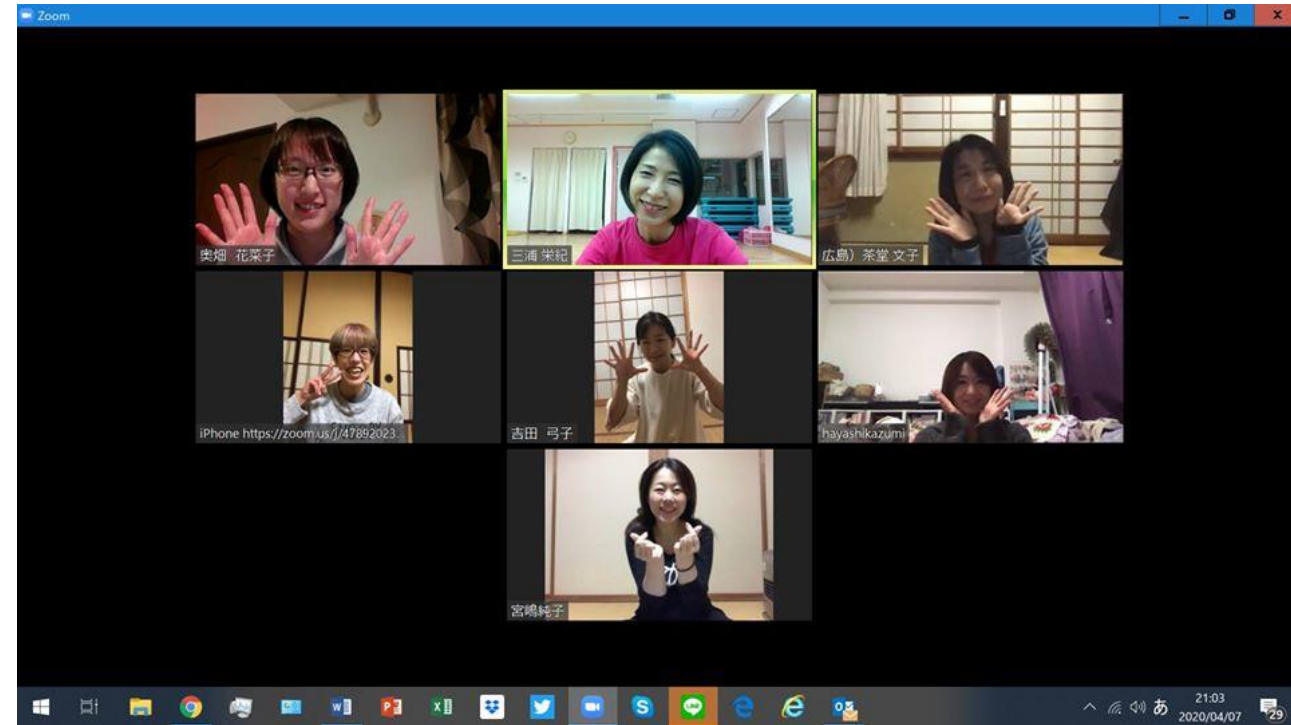 Zoom
奥畑 花菜子
三浦 栄紀
広島）茶堂 文子
iPhone https://zoom.us/j/47892023...
吉田 弓子
hayashikazumi
宮嶋純子
あ
21:03
2020/04/07
29